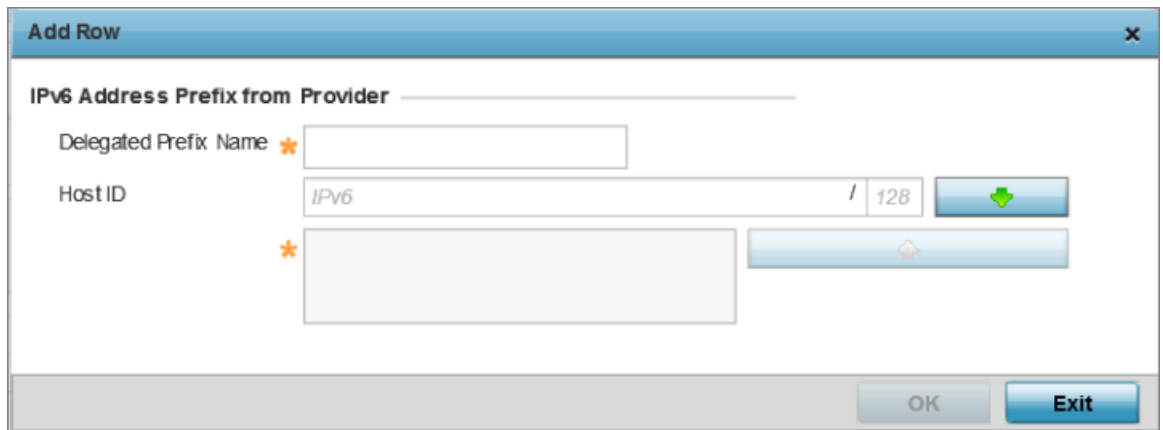 Add Row ×
IPv6 Address Prefix from Provider
Delegated Prefix Name *
Host ID IPv6 / 128
*
OK Exit